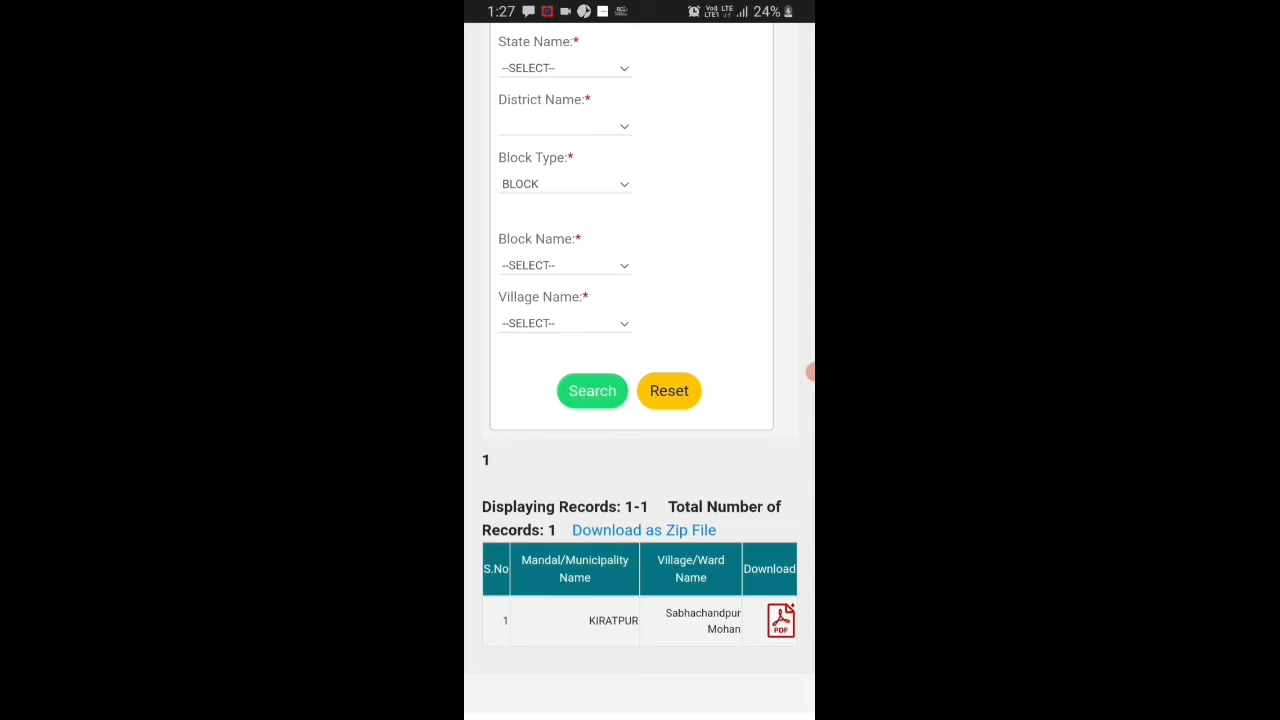 1:27 24%
State Name:*
--SELECT--
District Name:*
Block Type:*
BLOCK
Block Name:*
--SELECT--
Village Name:*
--SELECT--
Search Reset
1
Displaying Records: 1-1 Total Number of
Records: 1 Download as Zip File
S.No Mandal/Municipality Name Village/Ward Name Download
1 KIRATPUR Sabhachandpur Mohan PDF